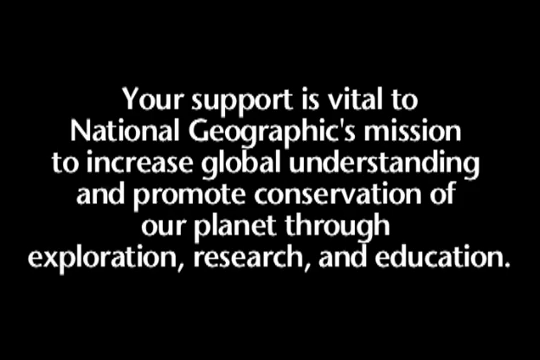 Your support is vital to
National Geographic's mission
to increase global understanding
and promote conservation of
our planet through
exploration, research, and education.